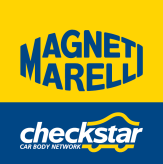 MAGNETI
MARELLI
checkstar
CAR BODY NETWORK